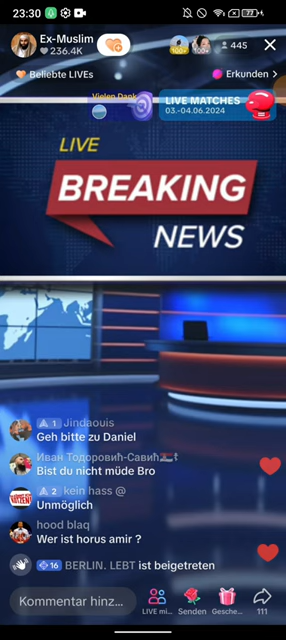 23:30
77
Ex-Muslim
236.4K
100+
100+
445
Beliebte LIVEs
Erkunden >
Vielen Dank
LIVE MATCHES
03.-04.06.2024
LIVE
BREAKING
NEWS
1 Jindaouis
Geh bitte zu Daniel
Иван Тодоровић-Савић
Bist du nicht müde Bro
2 kein hass @
Unmöglich
hood blaq
Wer ist horus amir ?
16 BERLIN. LEBT ist beigetreten
Kommentar hinz...
LIVE mi...
Senden
Gesche...
111